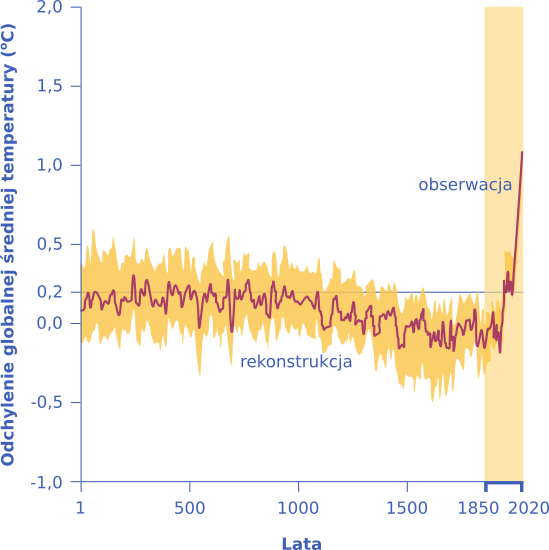 Odchylenie globalnej średniej temperatury (°C)
2,0
1,5
1,0
obserwacja
0,5
0,2
0,0
rekonstrukcja
-0,5
-1,0
1 500 1000 1500 1850 2020
Lata